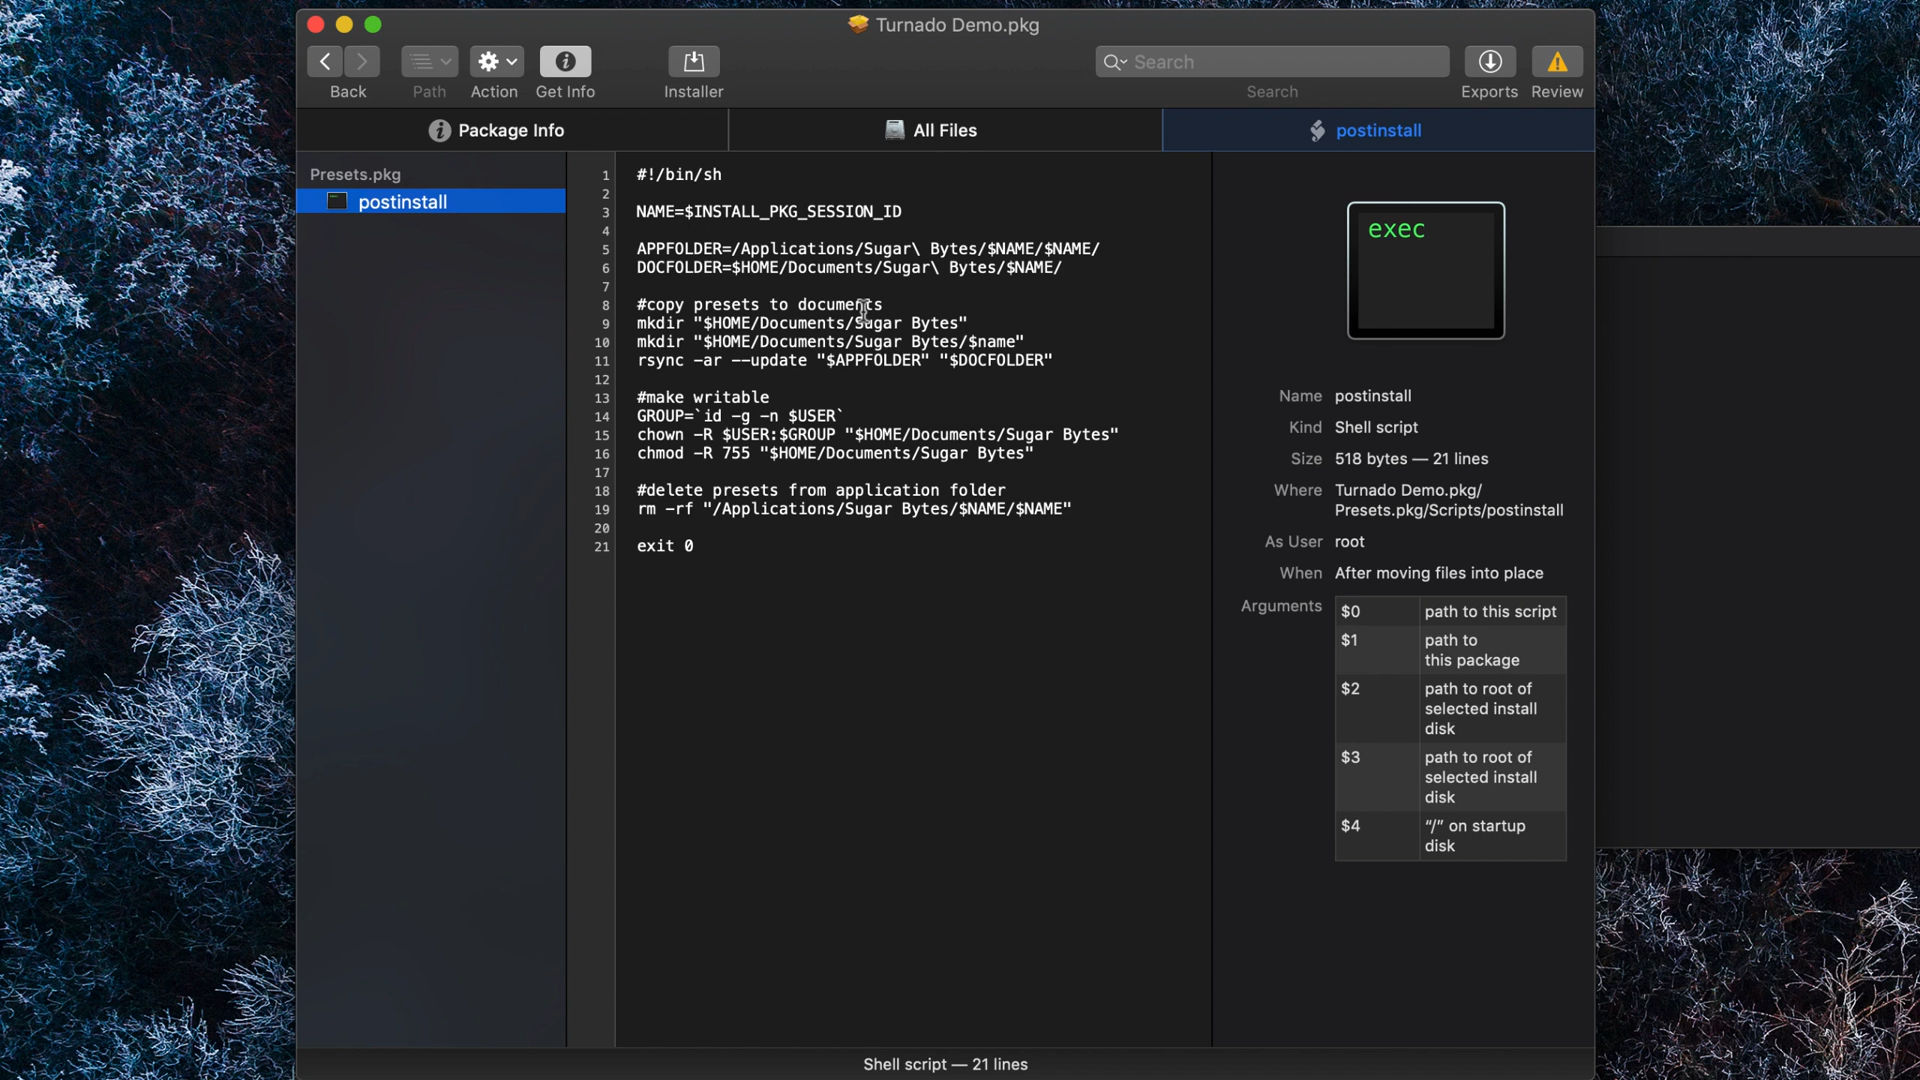 Turnado Demo.pkg
Back
Path
Action
Get Info
Installer
Search
Search
Exports
Review
Package Info
All Files
postinstall
Presets.pkg
postinstall
1 #!/bin/sh
2
3 NAME=$INSTALL_PKG_SESSION_ID
4
5 APPFOLDER=/Applications/Sugar\ Bytes/$NAME/$NAME/
6 DOCFOLDER=$HOME/Documents/Sugar\ Bytes/$NAME/
7
8 #copy presets to documents
9 mkdir "$HOME/Documents/Sugar Bytes"
10 mkdir "$HOME/Documents/Sugar Bytes/$name"
11 rsync -ar --update "$APPFOLDER" "$DOCFOLDER"
12
13 #make writable
14 GROUP=`id -g -n $USER`
15 chown -R $USER:$GROUP "$HOME/Documents/Sugar Bytes"
16 chmod -R 755 "$HOME/Documents/Sugar Bytes"
17
18 #delete presets from application folder
19 rm -rf "/Applications/Sugar Bytes/$NAME/$NAME"
20
21 exit 0
exec
Name postinstall
Kind Shell script
Size 518 bytes — 21 lines
Where Turnado Demo.pkg/
Presets.pkg/Scripts/postinstall
As User root
When After moving files into place
Arguments
$0 path to this script
$1 path to
this package
$2 path to root of
selected install
disk
$3 path to root of
selected install
disk
$4 “/” on startup
disk
Shell script — 21 lines